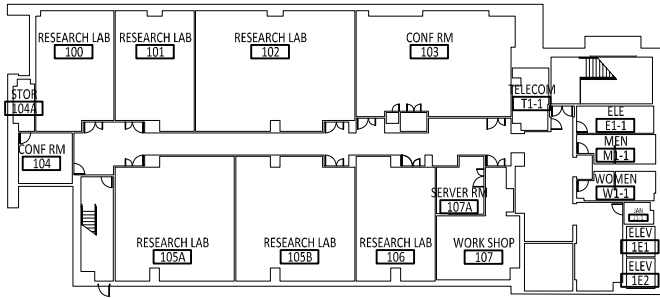 RESEARCH LAB
100
RESEARCH LAB
101
RESEARCH LAB
102
CONF RM
103
STOR
104A
TELECOM
T1-1
ELE
E1-1
MEN
M1-1
CONF RM
104
WOMEN
W1-1
SERVER RM
107A
JAN
ELEV
1E1
RESEARCH LAB
105A
RESEARCH LAB
105B
RESEARCH LAB
106
WORK SHOP
107
ELEV
1E2